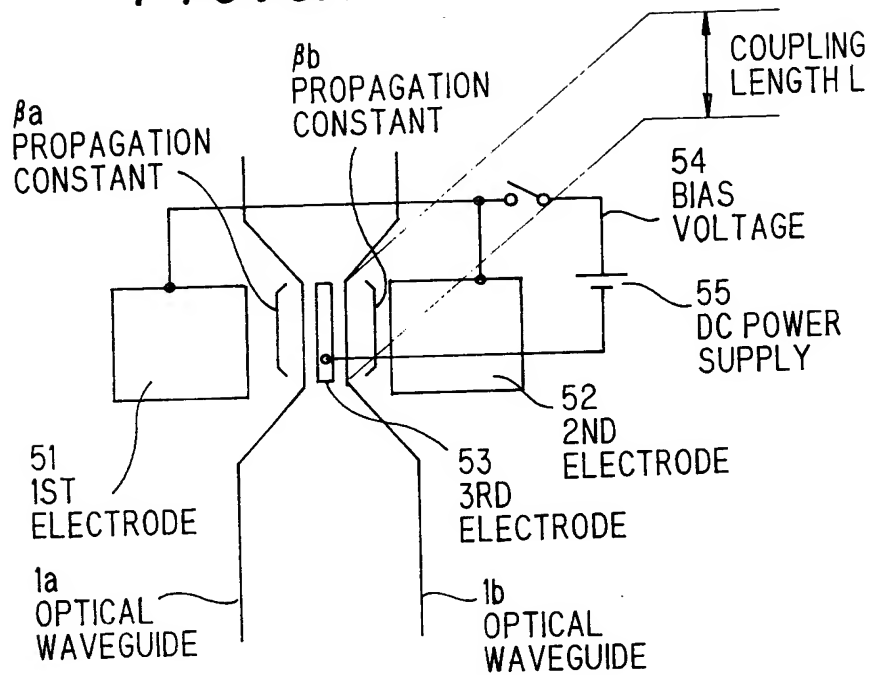 βa
PROPAGATION
CONSTANT
βb
PROPAGATION
CONSTANT
COUPLING
LENGTH L
54
BIAS
VOLTAGE
55
DC POWER
SUPPLY
51
1ST
ELECTRODE
53
3RD
ELECTRODE
52
2ND
ELECTRODE
1a
OPTICAL
WAVEGUIDE
1b
OPTICAL
WAVEGUIDE